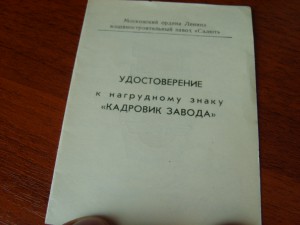 Московский ордена Ленина
машиностроительный завод «Салют»
УДОСТОВЕРЕНИЕ
к нагрудному знаку
«КАДРОВИК ЗАВОДА»